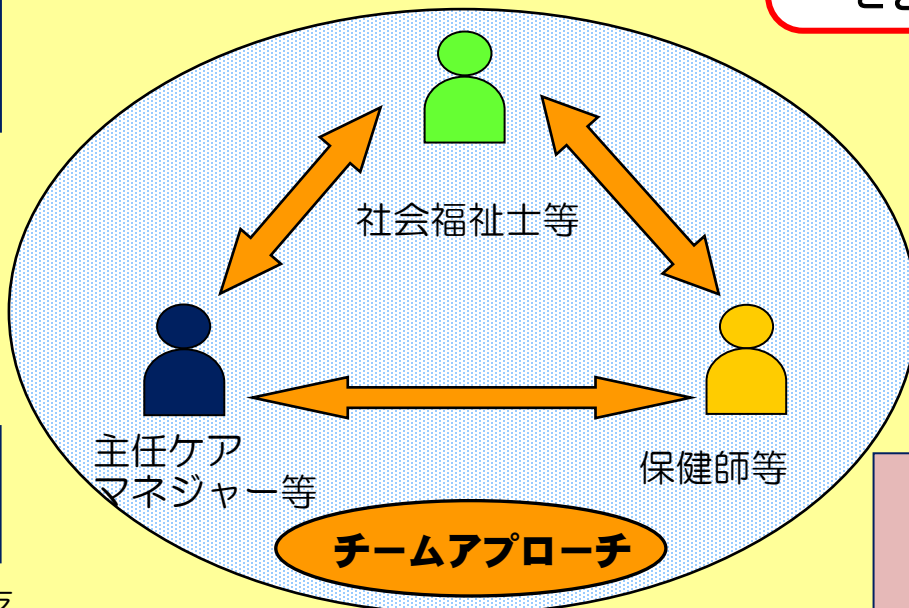 社会福祉士等
主任ケア
マネジャー等
保健師等
チームアプローチ